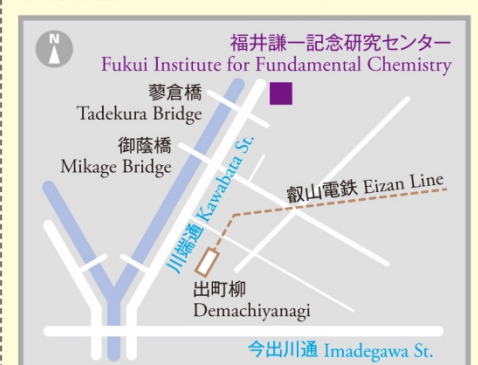 N
福井謙一記念研究センター
Fukui Institute for Fundamental Chemistry
蓼倉橋
Tadekura Bridge
御蔭橋
Mikage Bridge
川端通 Kawabata St.
叡山電鉄 Eizan Line
出町柳
Demachiyanagi
今出川通 Imadegawa St.